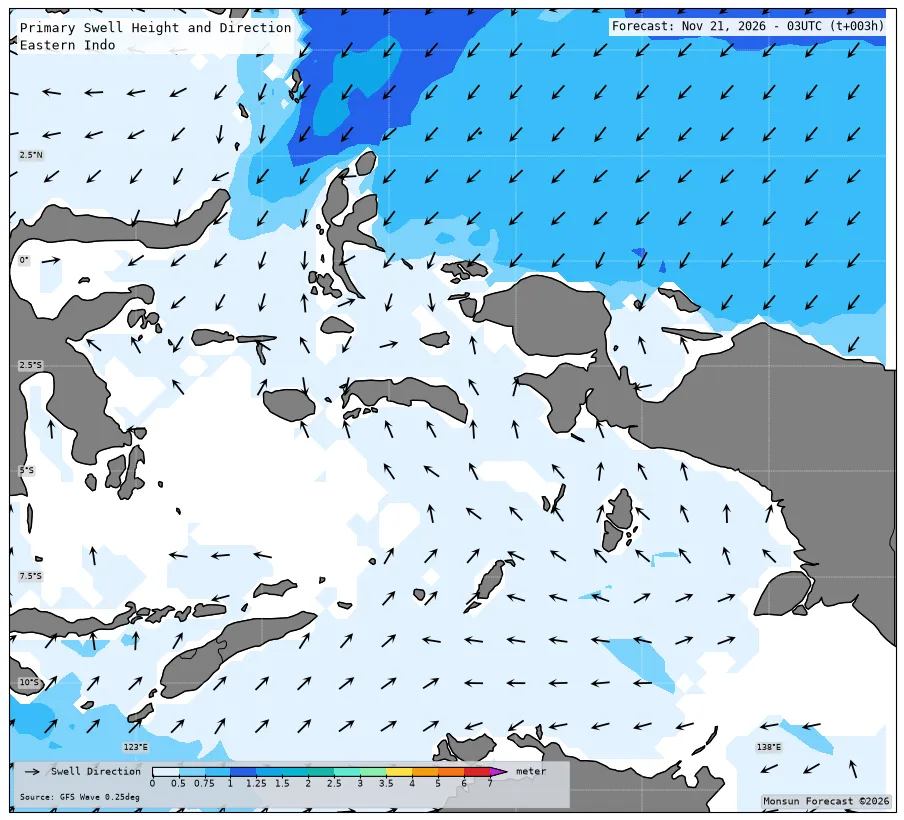 Primary Swell Height and Direction
Eastern Indo
Forecast: Nov 21, 2026 - 03UTC (t+003h)
2.5°N
0°
2.5°S
5°S
7.5°S
10°S
123°E
138°E
Swell Direction
0 0.5 0.75 1 1.25 1.5 2 2.5 3 3.5 4 5 6 7
meter
Source: GFS Wave 0.25deg
Monsun Forecast ©2026